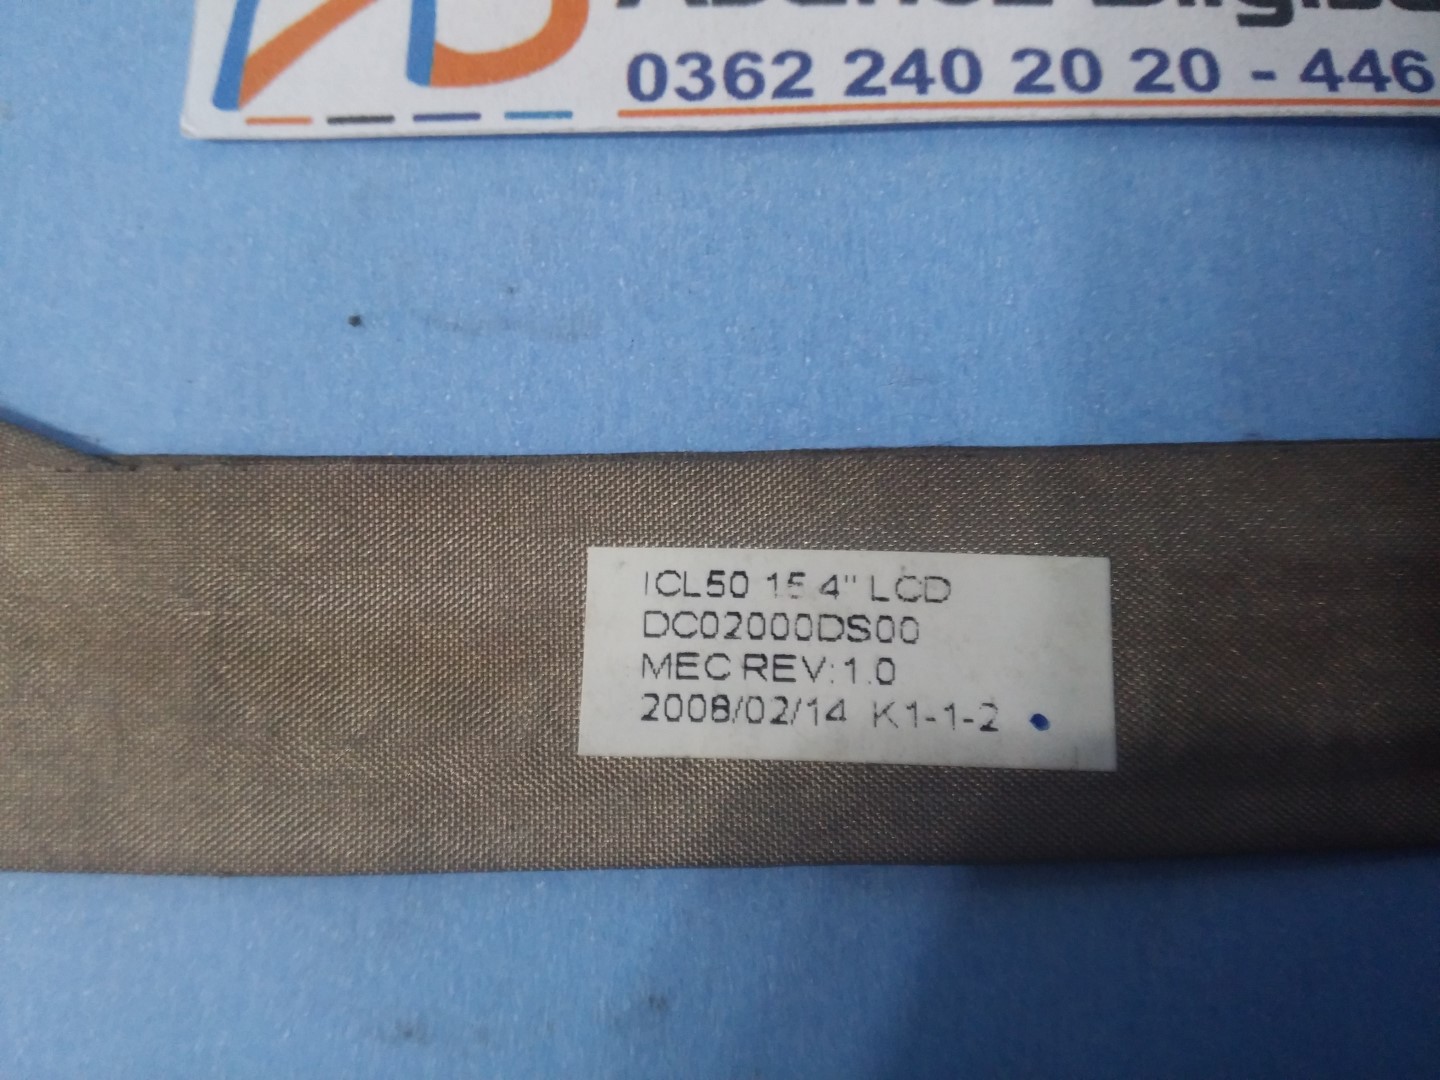 0362 240 20 20 - 446
ICL50 15.4" LCD
DC02000DS00
MEC REV:1.0
2008/02/14 K1-1-2